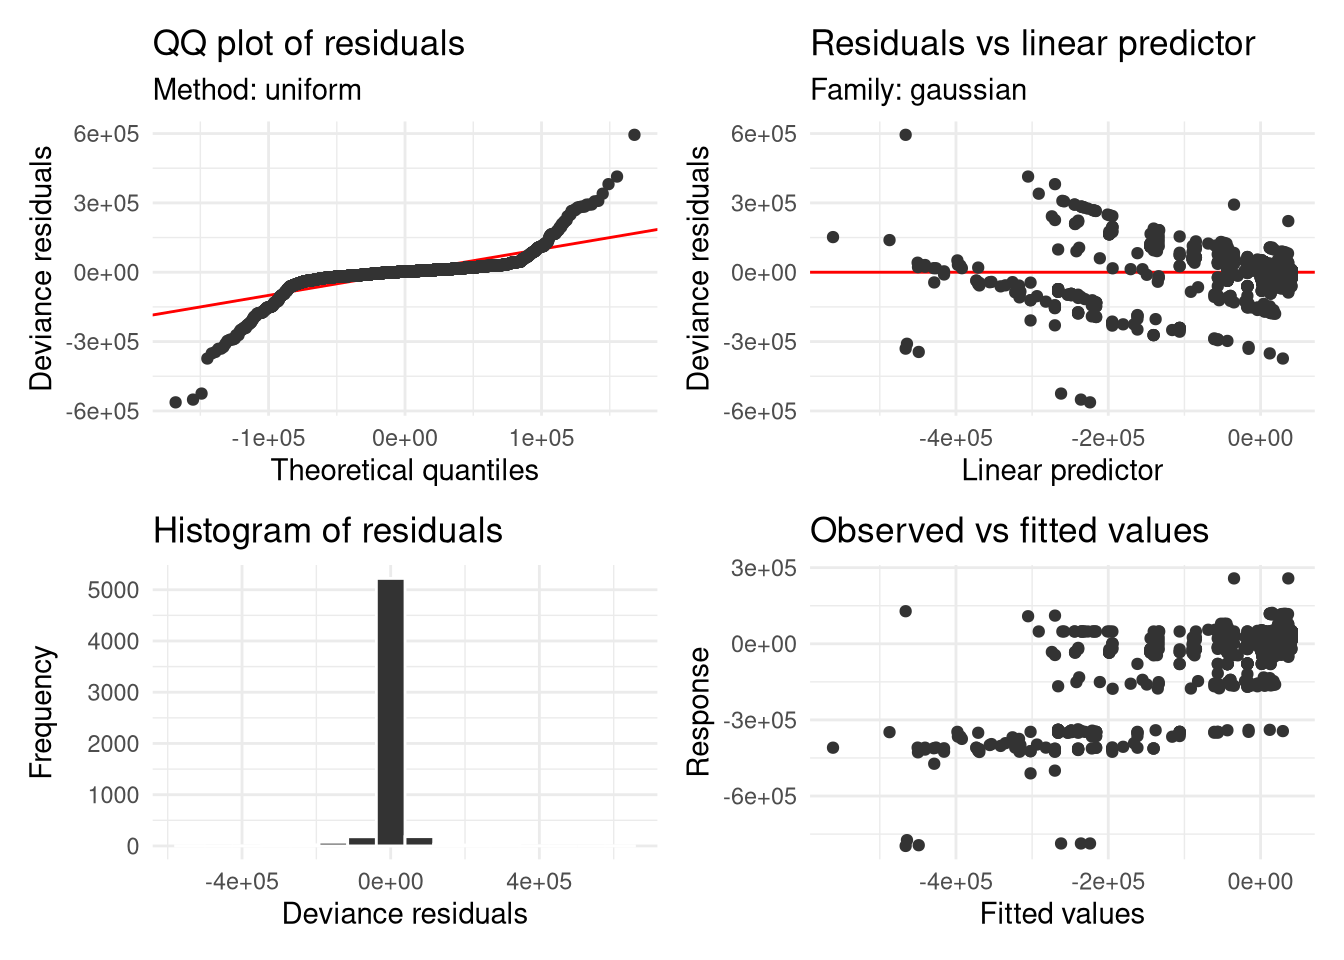 QQ plot of residuals
Method: uniform
6e+05
3e+05
0e+00
-3e+05
-6e+05
Deviance residuals
-1e+05 0e+00 1e+05
Theoretical quantiles
Residuals vs linear predictor
Family: gaussian
6e+05
3e+05
0e+00
-3e+05
-6e+05
Deviance residuals
-4e+05 -2e+05 0e+00
Linear predictor
Histogram of residuals
5000
4000
3000
2000
1000
0
Frequency
-4e+05 0e+00 4e+05
Deviance residuals
Observed vs fitted values
3e+05
0e+00
-3e+05
-6e+05
Response
-4e+05 -2e+05 0e+00
Fitted values